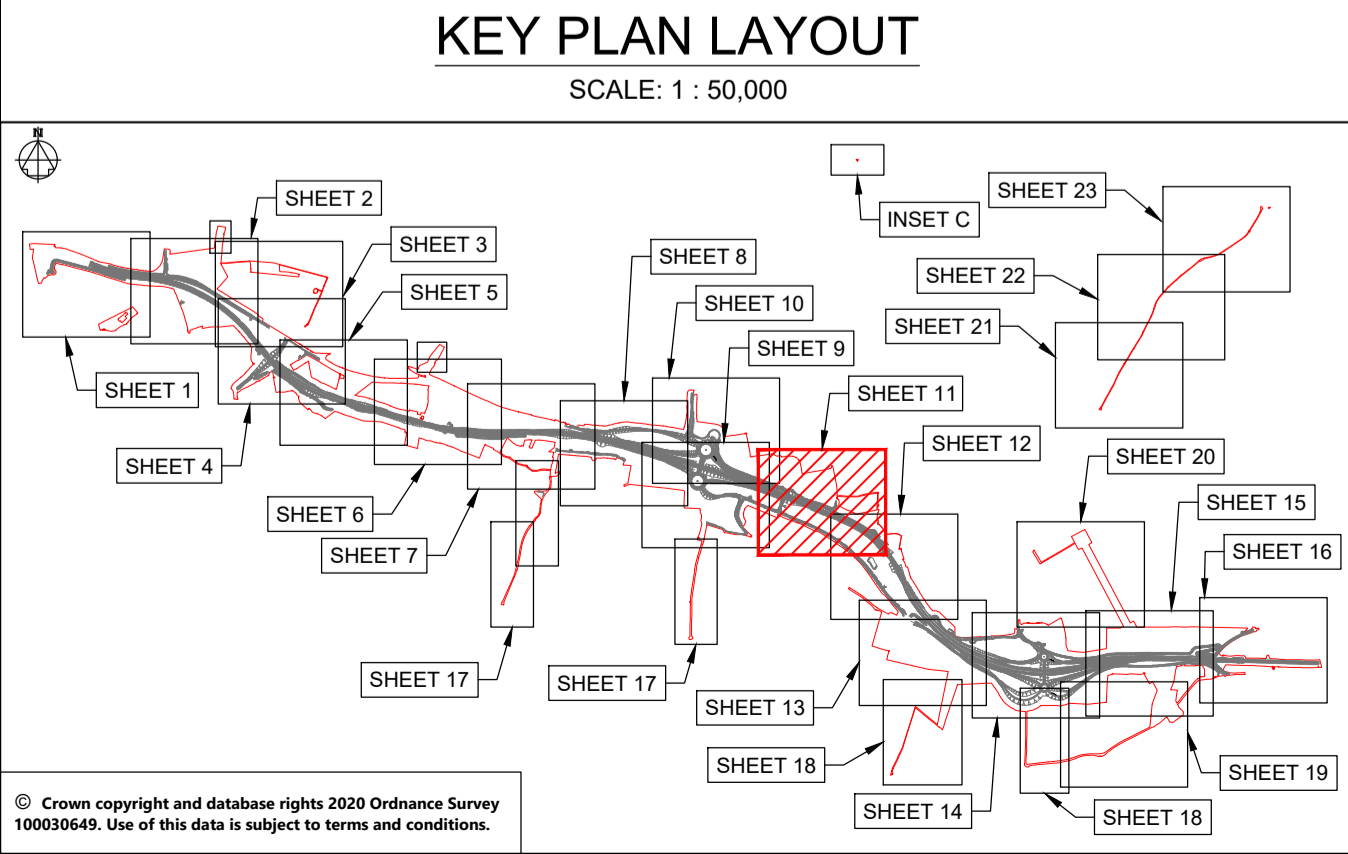 KEY PLAN LAYOUT
SCALE: 1 : 50,000
N
INSET C
SHEET 23
SHEET 2
SHEET 3
SHEET 8
SHEET 22
SHEET 5
SHEET 10
SHEET 21
SHEET 9
SHEET 1
SHEET 11
SHEET 12
SHEET 4
SHEET 20
SHEET 15
SHEET 6
SHEET 7
SHEET 16
SHEET 17
SHEET 17
SHEET 13
SHEET 18
SHEET 19
SHEET 14
SHEET 18
© Crown copyright and database rights 2020 Ordnance Survey
100030649. Use of this data is subject to terms and conditions.